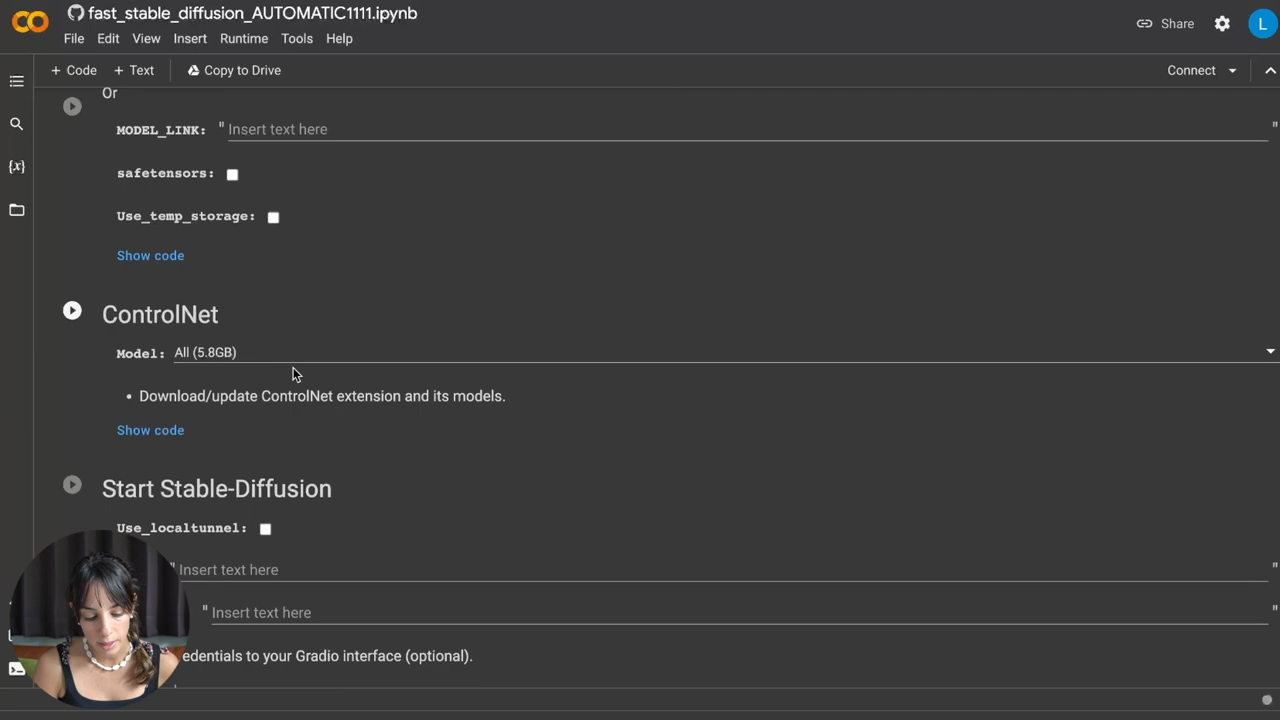 fast_stable_diffusion_AUTOMATIC1111.ipynb
Share
L
File Edit View Insert Runtime Tools Help
+ Code + Text Copy to Drive Connect
Or
MODEL_LINK: " Insert text here "
safetensors:
{x}
Use_temp_storage:
Show code
ControlNet
Model: All (5.8GB)
• Download/update ControlNet extension and its models.
Show code
Start Stable-Diffusion
Use_localtunnel:
" Insert text here "
" Insert text here "
edentials to your Gradio interface (optional).